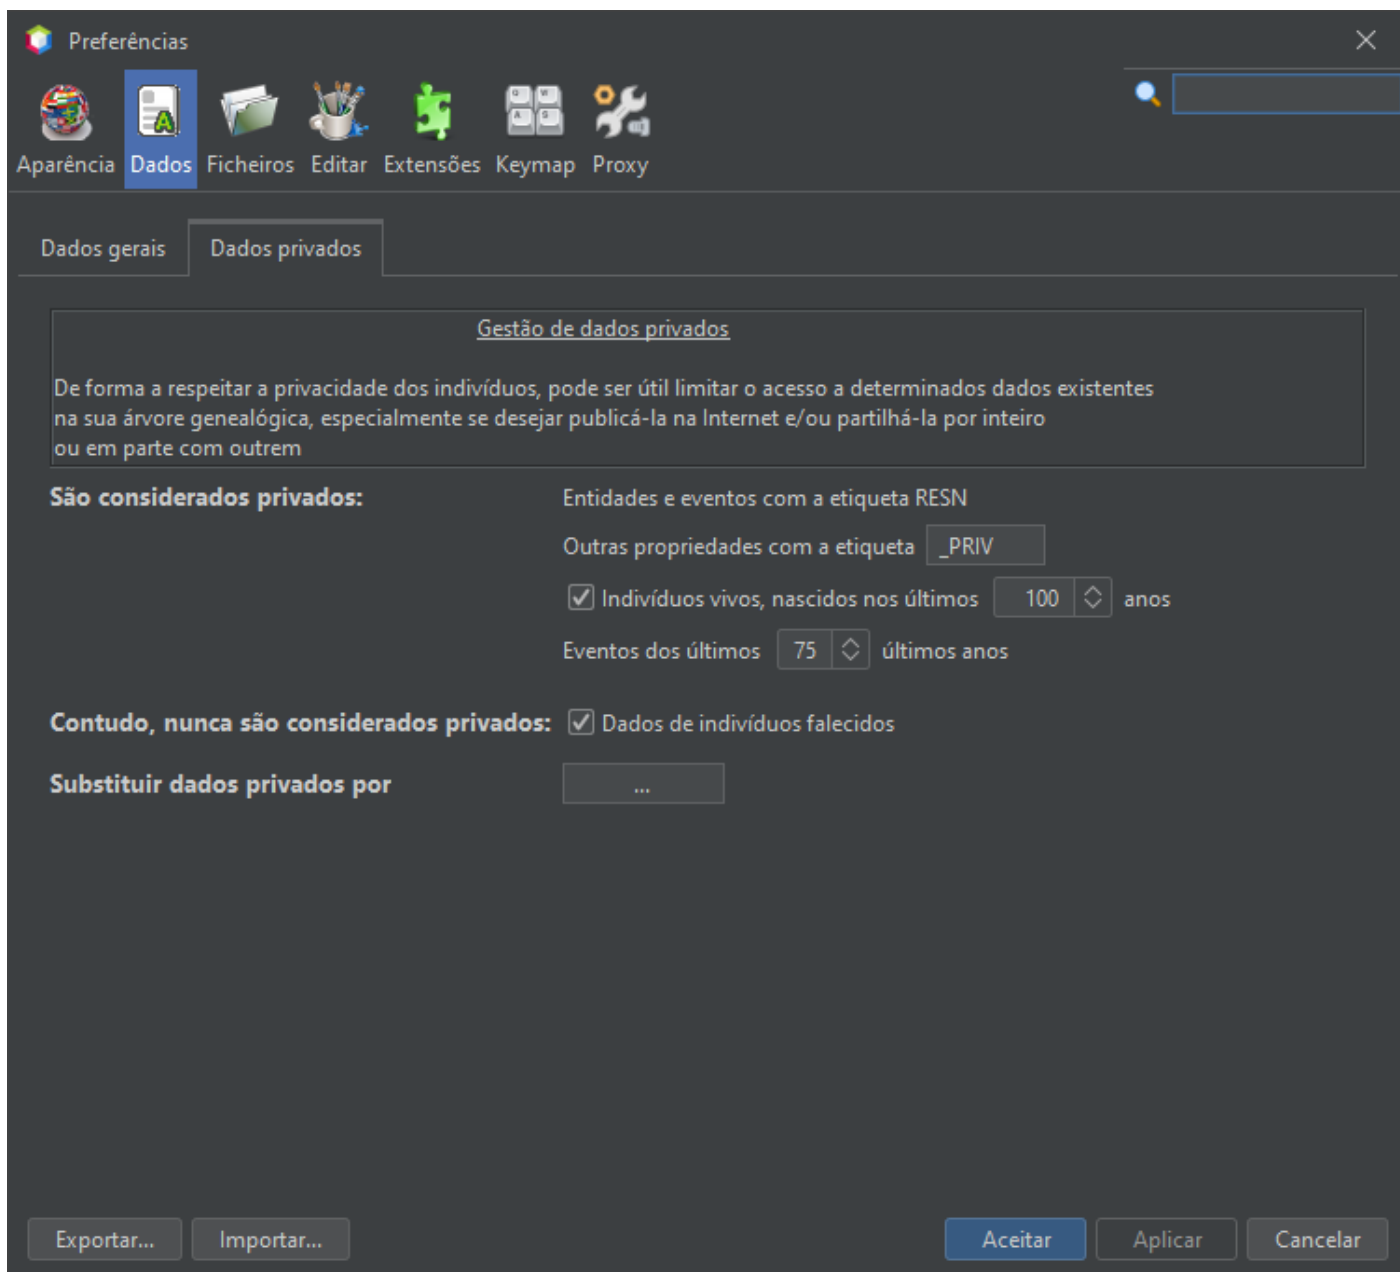 Preferências
Aparência Dados Ficheiros Editar Extensões Keymap Proxy
Dados gerais Dados privados
Gestão de dados privados
De forma a respeitar a privacidade dos indivíduos, pode ser útil limitar o acesso a determinados dados existentes
na sua árvore genealógica, especialmente se desejar publicá-la na Internet e/ou partilhá-la por inteiro
ou em parte com outrem
São considerados privados: Entidades e eventos com a etiqueta RESN
Outras propriedades com a etiqueta _PRIV
Indivíduos vivos, nascidos nos últimos 100 anos
Eventos dos últimos 75 últimos anos
Contudo, nunca são considerados privados: Dados de indivíduos falecidos
Substituir dados privados por ...
Exportar... Importar... Aceitar Aplicar Cancelar